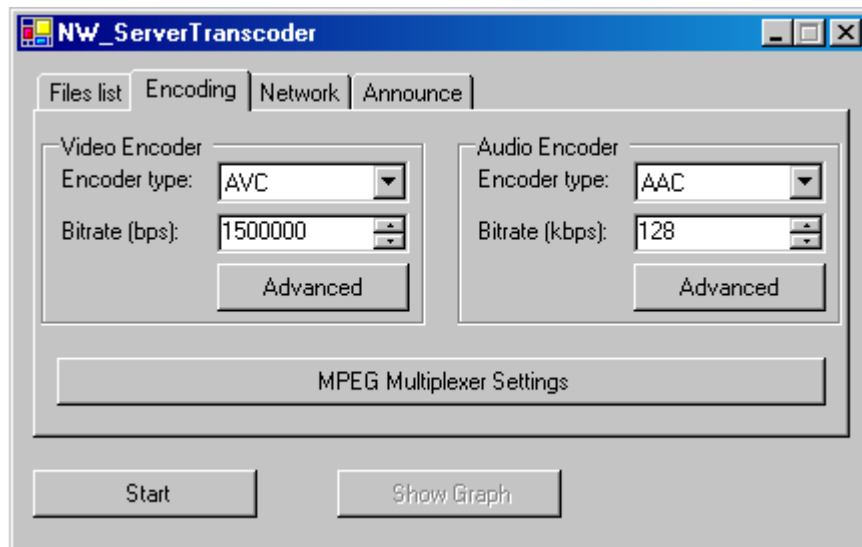 NW_ServerTranscoder
Files list Encoding Network Announce
Video Encoder
Encoder type: AVC
Bitrate (bps): 1500000
Advanced
Audio Encoder
Encoder type: AAC
Bitrate (kbps): 128
Advanced
MPEG Multiplexer Settings
Start Show Graph